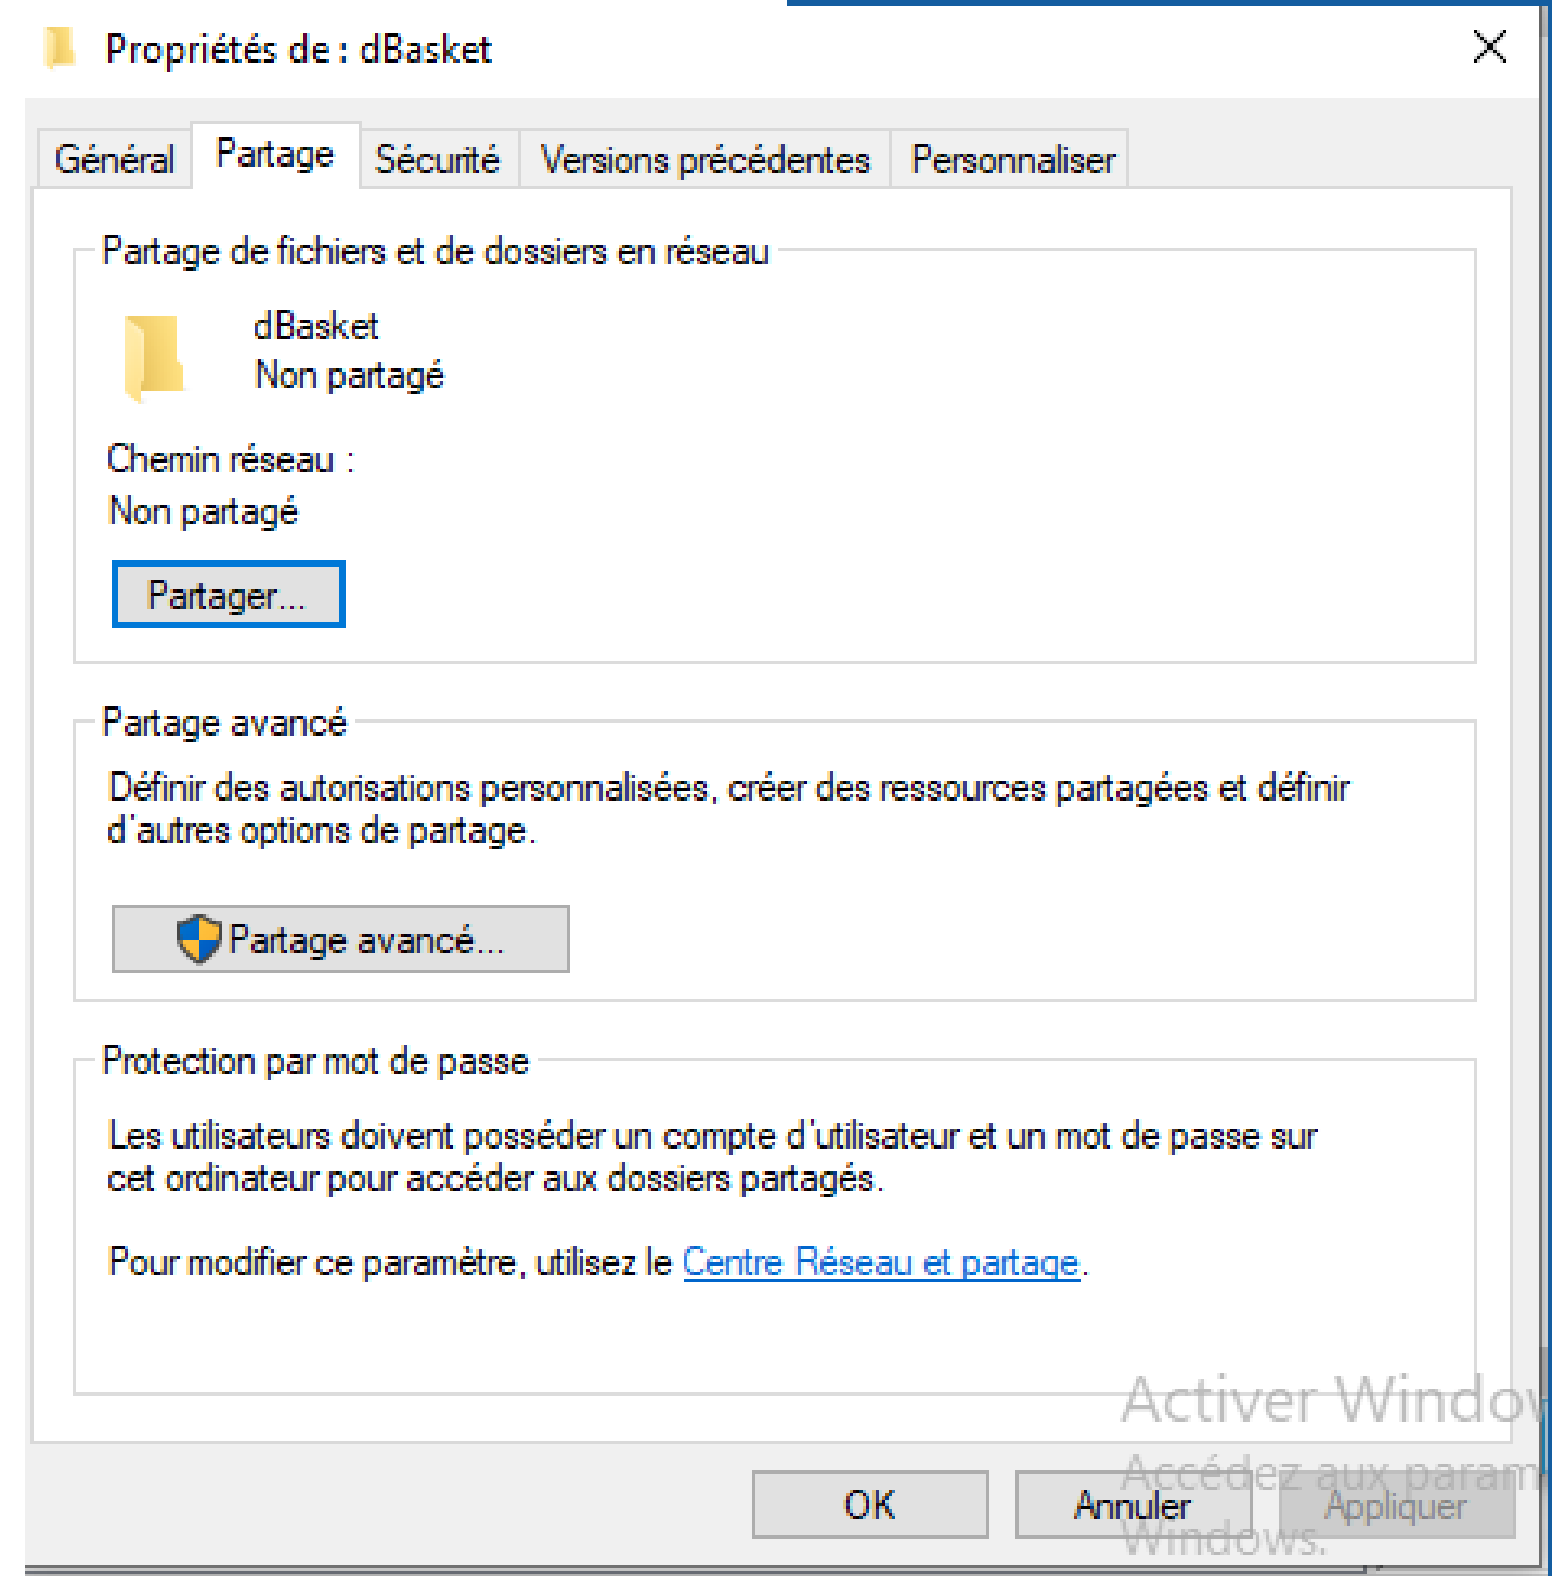 Propriétés de : dBasket
Général
Partage
Sécurité
Versions précédentes
Personnaliser
Partage de fichiers et de dossiers en réseau
dBasket
Non partagé
Chemin réseau :
Non partagé
Partager...
Partage avancé
Définir des autorisations personnalisées, créer des ressources partagées et définir
d'autres options de partage.
Partage avancé...
Protection par mot de passe
Les utilisateurs doivent posséder un compte d'utilisateur et un mot de passe sur
cet ordinateur pour accéder aux dossiers partagés.
Pour modifier ce paramètre, utilisez le Centre Réseau et partage.
Activer Window
Accédez aux param
Windows.
OK
Annuler
Appliquer